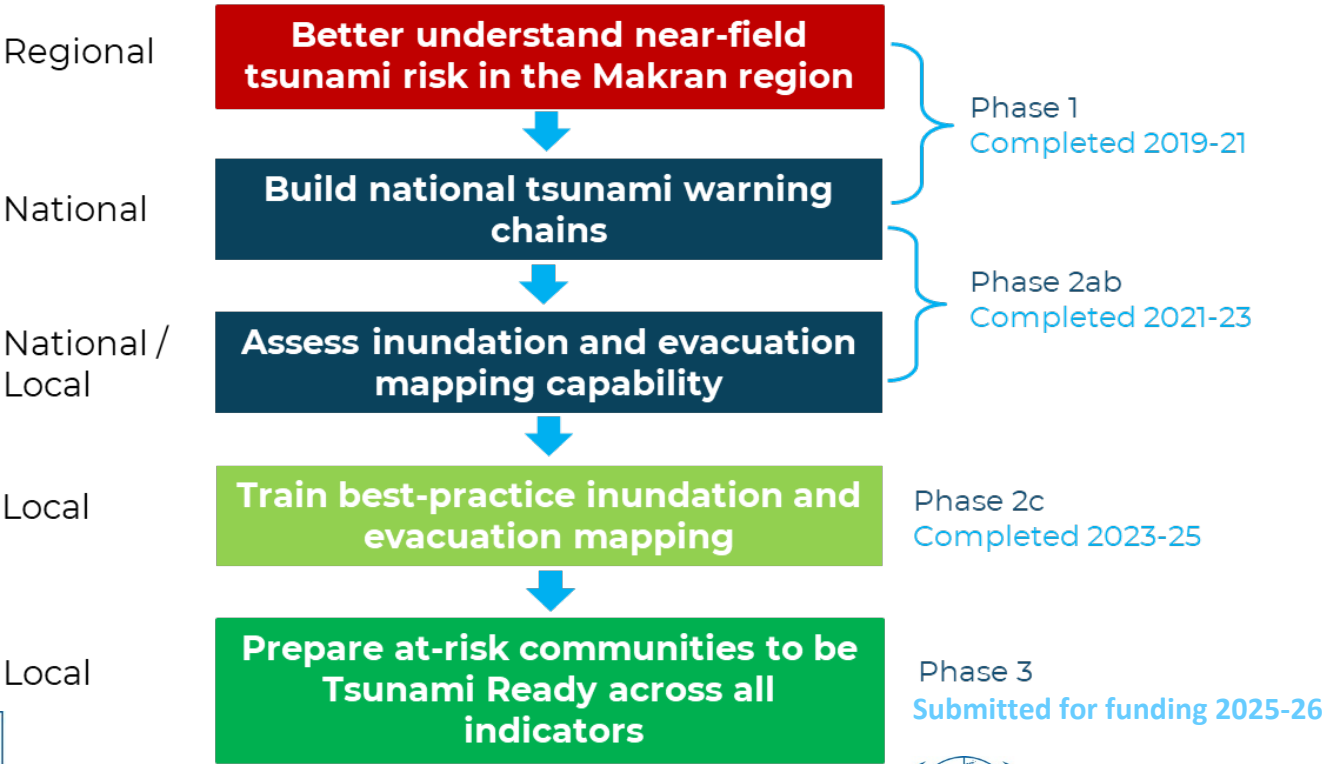 Regional
Better understand near-field
tsunami risk in the Makran region
Phase 1
Completed 2019-21
National
Build national tsunami warning
chains
Phase 2ab
Completed 2021-23
National /
Local
Assess inundation and evacuation
mapping capability
Local
Train best-practice inundation and
evacuation mapping
Phase 2c
Completed 2023-25
Local
Prepare at-risk communities to be
Tsunami Ready across all
indicators
Phase 3
Submitted for funding 2025-26